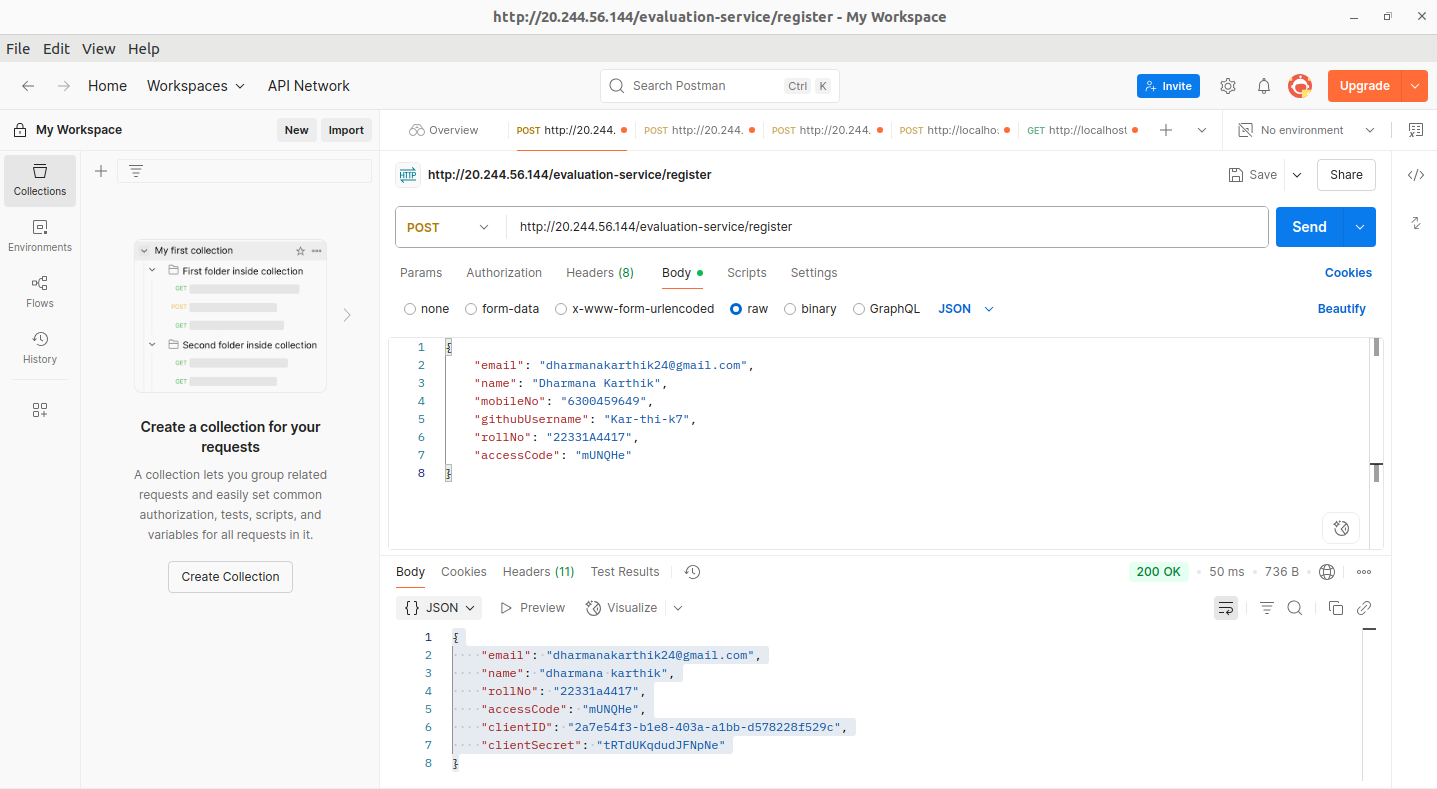 http://20.244.56.144/evaluation-service/register - My Workspace
File Edit View Help
Home Workspaces API Network
Search Postman Ctrl K
Invite
Upgrade
My Workspace
New Import
Overview
POST http://20.244.
POST http://20.244.
POST http://20.244.
POST http://localho:
GET http://localhost
No environment
Collections
Environments
Flows
History
My first collection
First folder inside collection
GET
POST
GET
Second folder inside collection
GET
GET
Create a collection for your
requests
A collection lets you group related
requests and easily set common
authorization, tests, scripts, and
variables for all requests in it.
Create Collection
HTTP http://20.244.56.144/evaluation-service/register
Save Share
POST http://20.244.56.144/evaluation-service/register
Send
Params Authorization Headers (8) Body Scripts Settings
Cookies
none form-data x-www-form-urlencoded raw binary GraphQL JSON
Beautify
1 {
2 "email": "dharmanakarthik24@gmail.com",
3 "name": "Dharmana Karthik",
4 "mobileNo": "6300459649",
5 "githubUsername": "Kar-thi-k7",
6 "rollNo": "22331A4417",
7 "accessCode": "mUNQHe"
8 }
Body Cookies Headers (11) Test Results
200 OK 50 ms 736 B
{} JSON Preview Visualize
1 {
2 "email": "dharmanakarthik24@gmail.com",
3 "name": "dharmana karthik",
4 "rollNo": "22331a4417",
5 "accessCode": "mUNQHe",
6 "clientID": "2a7e54f3-b1e8-403a-a1bb-d578228f529c",
7 "clientSecret": "tRTdUKqdudJFNpNe"
8 }